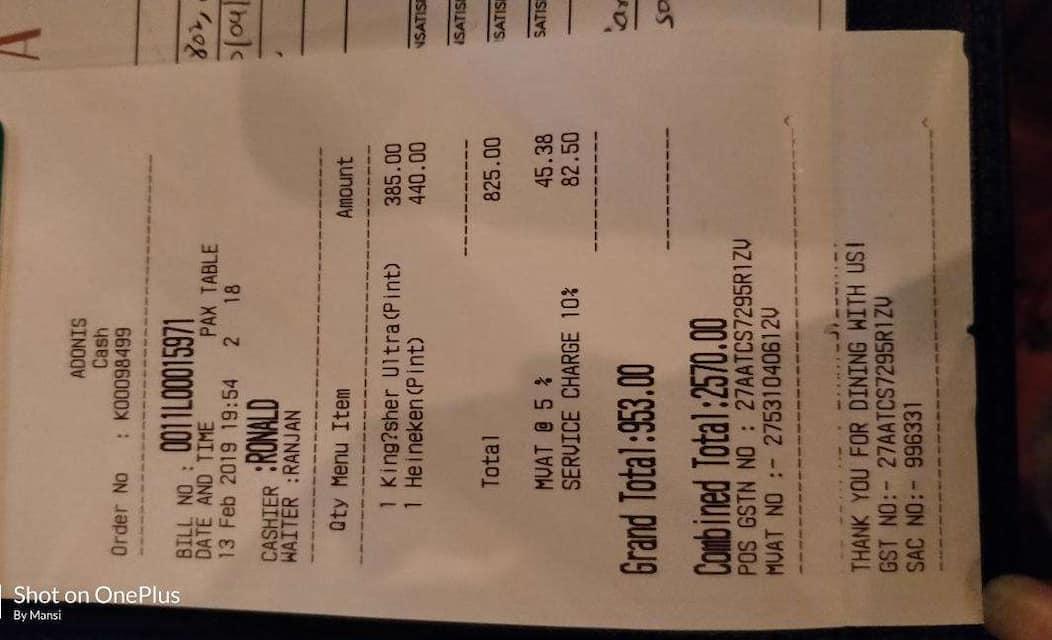 ADONIS
Cash
Order No : K00098499
BILL NO : 0011L00015971
DATE AND TIME PAX TABLE
13 Feb 2019 19:54 2 18
CASHIER :RONALD
WAITER :RANJAN
Qty Menu Item Amount
1 King?sher Ultra(Pint) 385.00
1 Heineken(Pint) 440.00
Total 825.00
MVAT @ 5 % 45.38
SERVICE CHARGE 10% 82.50
Grand Total:953.00
Combined Total:2570.00
POS GSTN NO : 27AATCS7295R1ZV
MVAT NO :- 27531040612V
THANK YOU FOR DINING WITH US!
GST NO:- 27AATCS7295R1ZV
SAC NO:- 996331
Shot on OnePlus
By Mansi